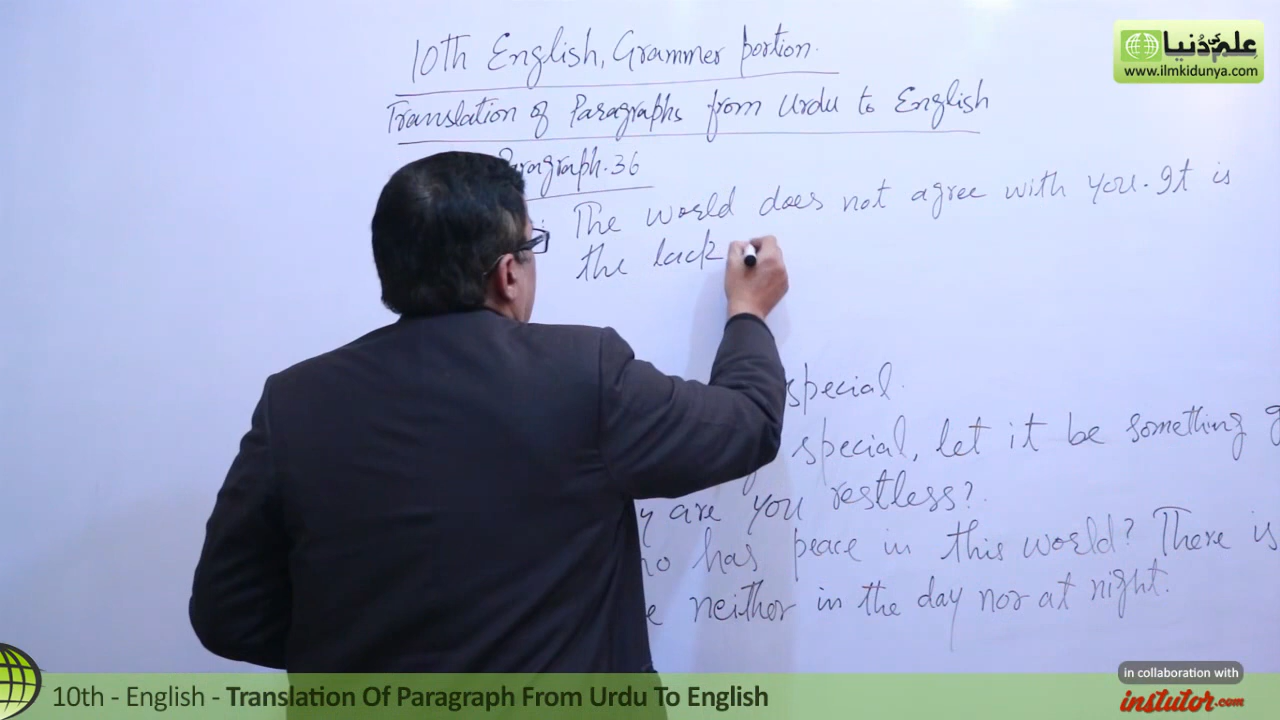 10th English, Grammer portion.
علم کی دُنیا
www.ilmkidunya.com
Translation of Paragraphs from Urdu to English
Paragraph.36
The world does not agree with you. It is
the lack
special.
special, let it be something
are you restless?
has peace in this world? There is
neither in the day nor at night.
in collaboration with
instutor.com
10th - English - Translation Of Paragraph From Urdu To English